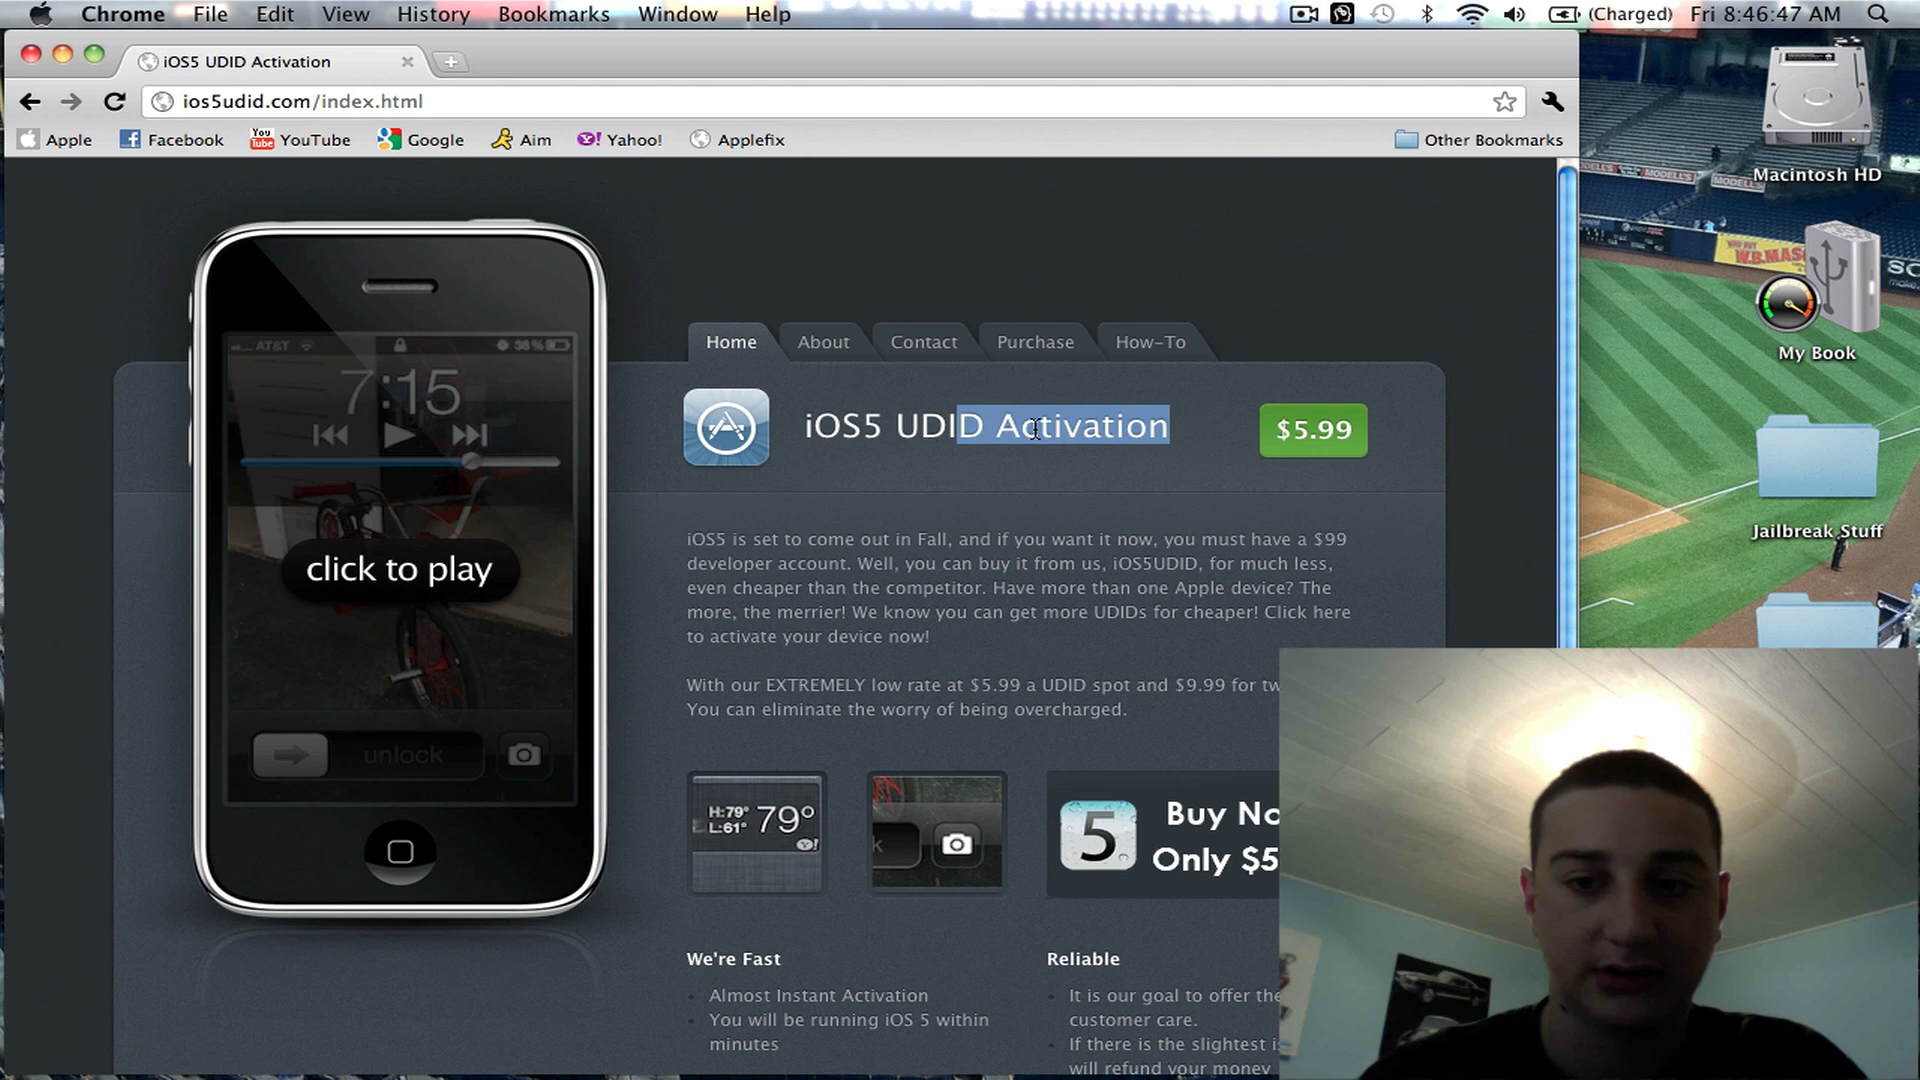 Chrome File Edit View History Bookmarks Window Help (Charged) Fri 8:46:47 AM
iOS5 UDID Activation
ios5udid.com/index.html
Apple Facebook YouTube Google Aim Yahoo! Applefix Other Bookmarks
Macintosh HD
My Book
Jailbreak Stuff
AT&T 38%
7:15
click to play
unlock
Home About Contact Purchase How-To
iOS5 UDID Activation $5.99
iOS5 is set to come out in Fall, and if you want it now, you must have a $99
developer account. Well, you can buy it from us, iOS5UDID, for much less,
even cheaper than the competitor. Have more than one Apple device? The
more, the merrier! We know you can get more UDIDs for cheaper! Click here
to activate your device now!
With our EXTREMELY low rate at $5.99 a UDID spot and $9.99 for tw
You can eliminate the worry of being overcharged.
H:79° 79°
L:61°
Y!
k
5
Buy No
Only $5
We're Fast
Almost Instant Activation
You will be running iOS 5 within
minutes
Reliable
It is our goal to offer the
customer care.
If there is the slightest i
will refund your money
MODELL'S
W.B.MAS